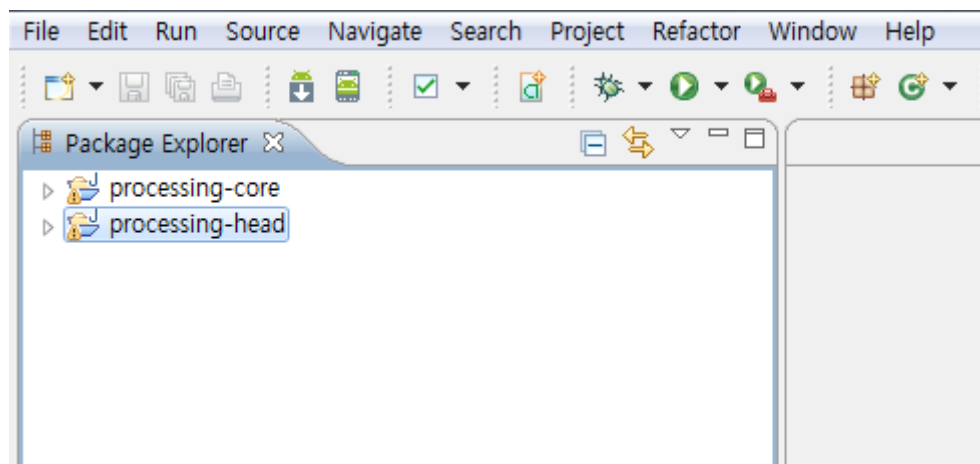 File Edit Run Source Navigate Search Project Refactor Window Help
Package Explorer
processing-core
processing-head